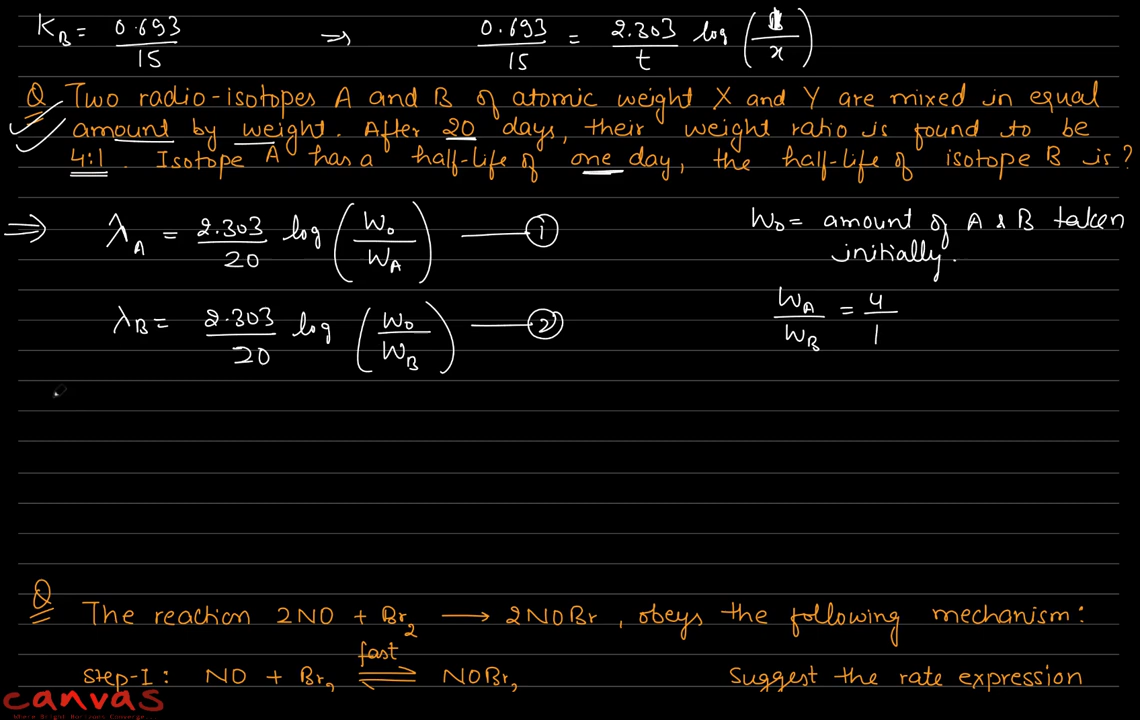 K_B = 0.693/15 ⇒ 0.693/15 = 2.303/t log(1/x)
Q Two radio-isotopes A and B of atomic weight X and Y are mixed in equal
amount by weight. After 20 days, their weight ratio is found to be
4:1. Isotope A has a half-life of one day, the half-life of isotope B is?
⇒ λ_A = 2.303/20 log(W₀/W_A) — ①
W₀ = amount of A & B taken
initially.
λ_B = 2.303/20 log(W₀/W_B) — ②
W_A/W_B = 4/1
Q The reaction 2NO + Br₂ → 2NOBr, obeys the following mechanism:
Step-I: NO + Br₂ ⇌ NOBr₂ Suggest the rate expression
fast
canvas